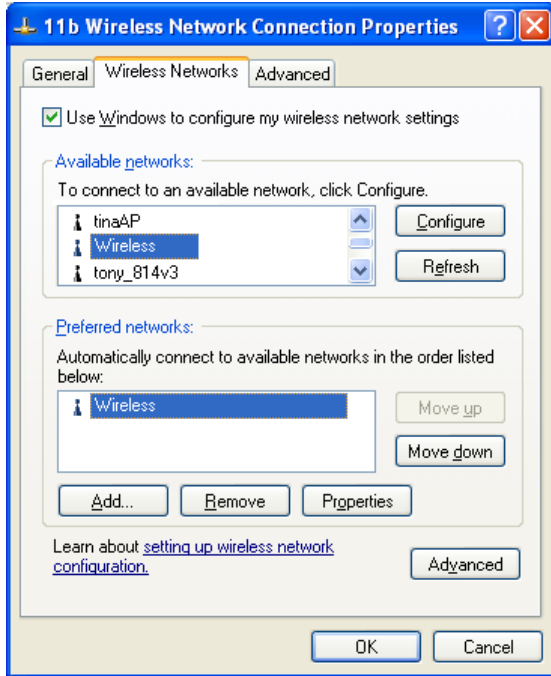 11b Wireless Network Connection Properties
General Wireless Networks Advanced
Use Windows to configure my wireless network settings
Available networks:
To connect to an available network, click Configure.
tinaAP
Wireless
tony_814v3
Configure
Refresh
Preferred networks:
Automatically connect to available networks in the order listed
below:
Wireless
Move up
Move down
Add... Remove Properties
Learn about setting up wireless network
configuration.
Advanced
OK Cancel